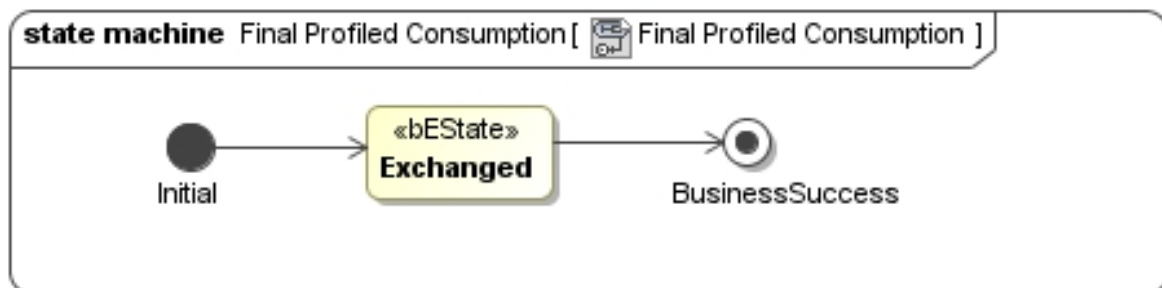 state machine Final Profiled Consumption [ Final Profiled Consumption ]
«bEState»
Exchanged
Initial
BusinessSuccess